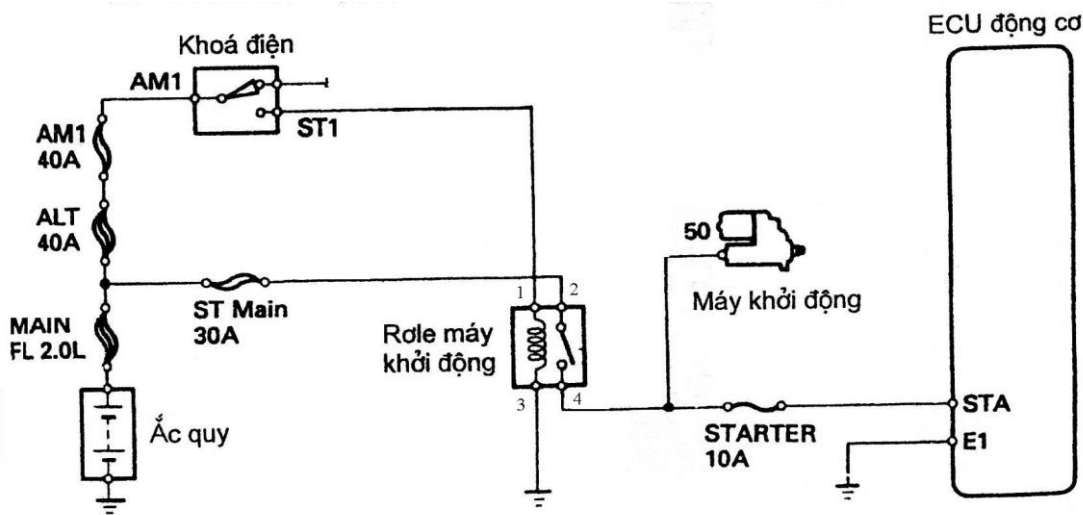 ECU động cơ
Khoá điện
AM1
ST1
AM1
40A
ALT
40A
50
Máy khởi động
ST Main
30A
1 2
MAIN
FL 2.0L
Rơle máy
khởi động
3 4
STA
STARTER
10A
E1
Ắc quy